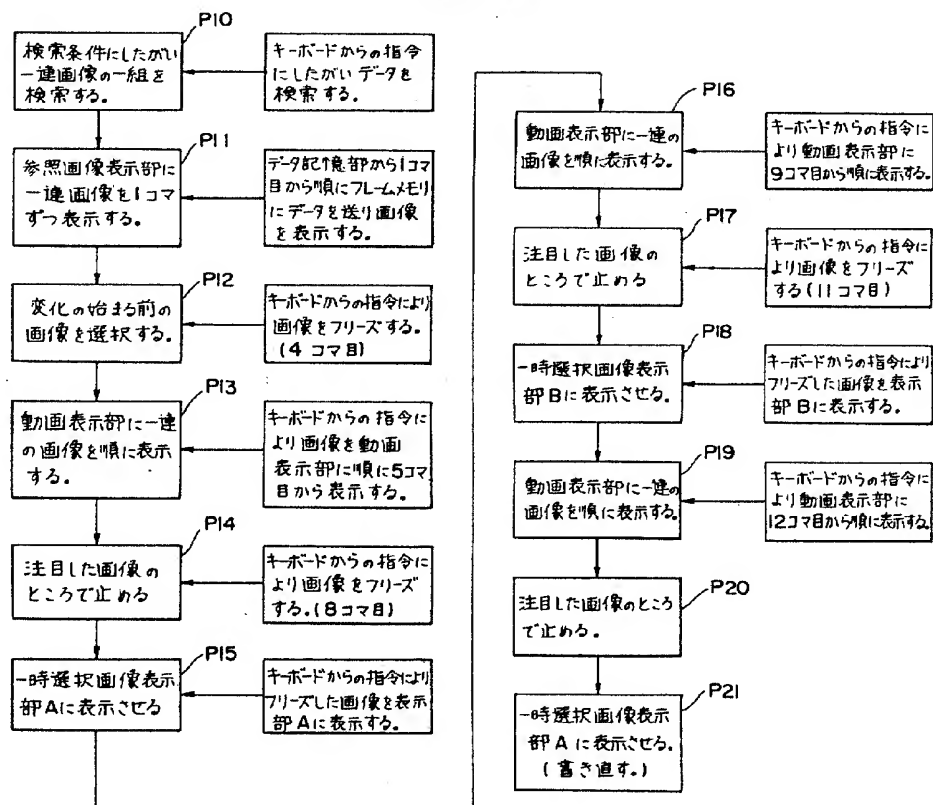 P10
検索条件にしたがい
一連画像の一組を
検索する。
キーボードからの指令
にしたがいデータを
検索する。
P11
参照画像表示部に
一連画像を1コマ
ずつ表示する。
データ記憶部から1コマ
目から順にフレームメモリ
にデータを送り画像
を表示する。
P12
変化の始まる前の
画像を選択する。
キーボードからの指令により
画像をフリーズする。
(4コマ目)
P13
動画表示部に一連
の画像を順に表示
する。
キーボードからの指令に
より画像を動画
表示部に順に5コマ
目から表示する。
P14
注目した画像の
ところで止める
キーボードからの指令に
より画像をフリーズ
する。(8コマ目)
P15
一時選択画像表示
部Aに表示させる
キーボードからの指令により
フリーズした画像を表示
部Aに表示する。
P16
動画表示部に一連の
画像を順に表示する。
キーボードからの指令に
より動画表示部に
9コマ目から順に表示する。
P17
注目した画像の
ところで止める
キーボードからの指令に
より画像をフリーズ
する(11コマ目)
P18
一時選択画像表示
部Bに表示させる。
キーボードからの指令により
フリーズした画像を表示
部Bに表示する。
P19
動画表示部に一連の
画像を順に表示する。
キーボードからの指令に
より動画表示部に
12コマ目から順に表示する。
P20
注目した画像のところ
で止める。
P21
一時選択画像表示
部Aに表示させる。
(書き直す。)